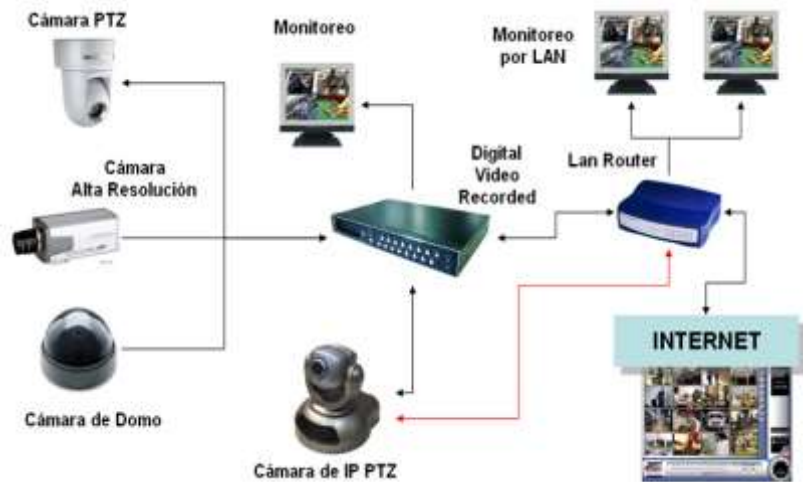 Cámara PTZ
Monitoreo
Monitoreo
por LAN
Cámara
Alta Resolución
Digital
Video
Recorded
Lan Router
INTERNET
Cámara de Domo
Cámara de IP PTZ